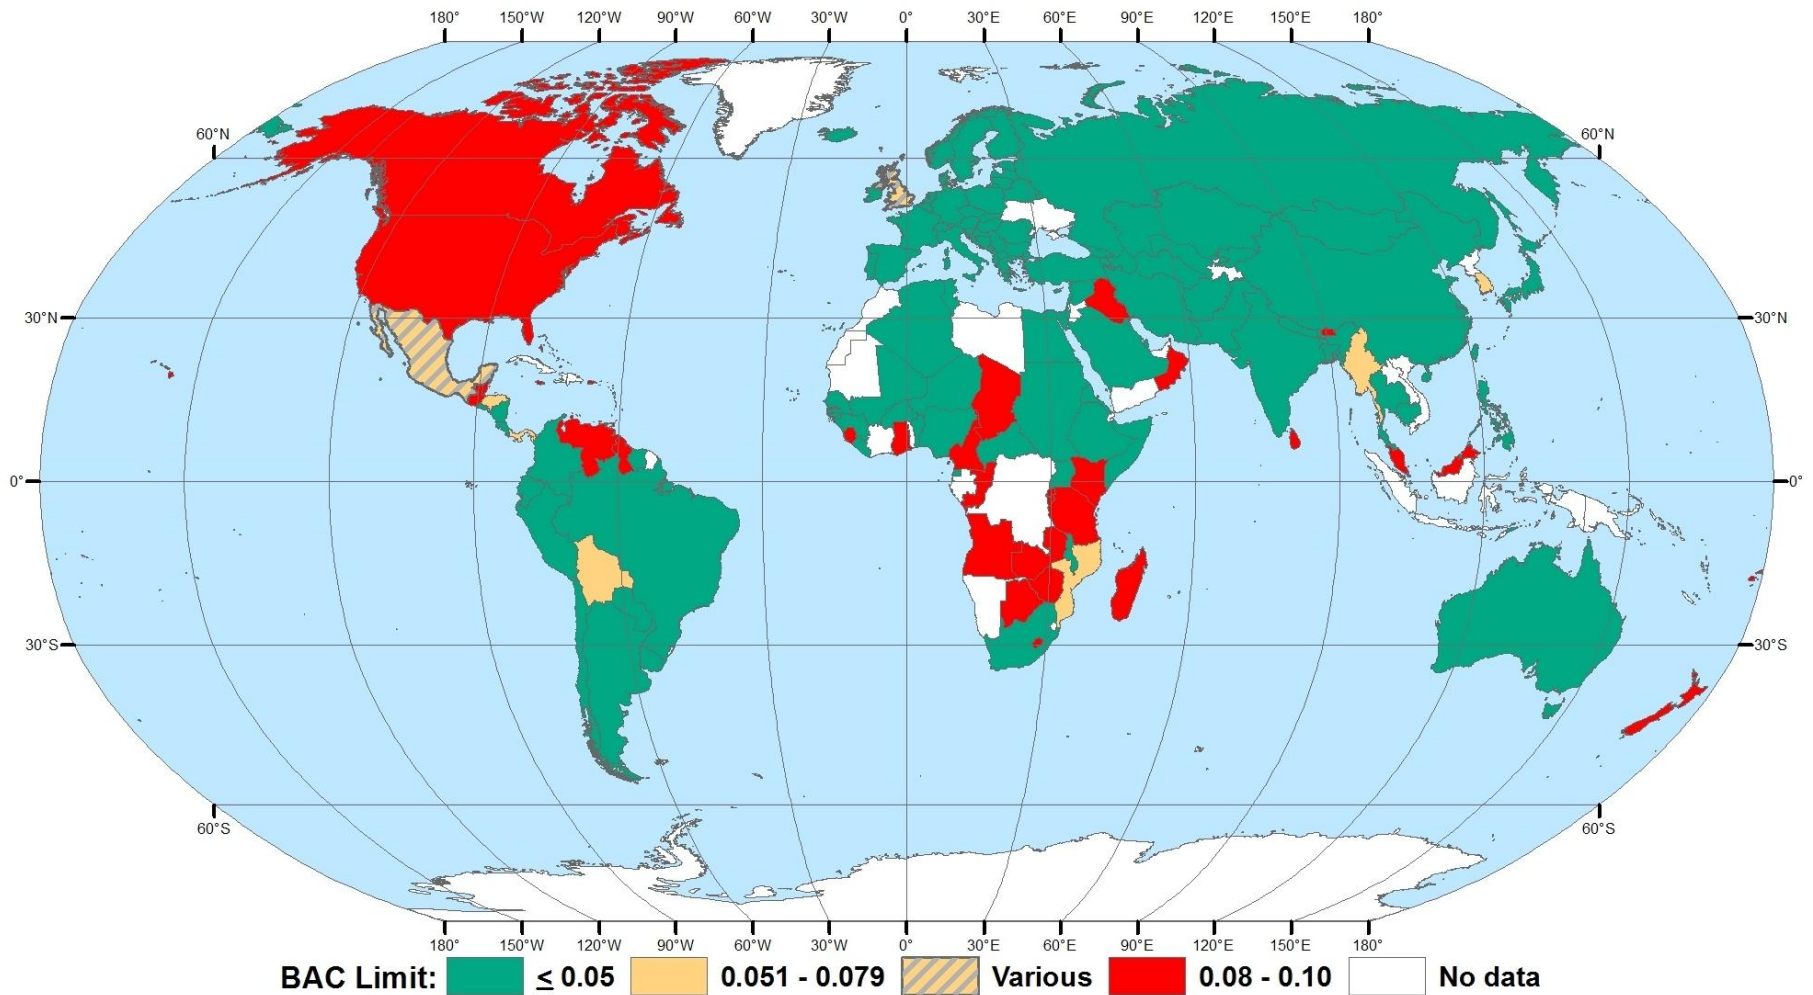 180° 150°W 120°W 90°W 60°W 30°W 0° 30°E 60°E 90°E 120°E 150°E 180°
60°N 60°N
30°N 30°N
0° 0°
30°S 30°S
60°S 60°S
180° 150°W 120°W 90°W 60°W 30°W 0° 30°E 60°E 90°E 120°E 150°E 180°
BAC Limit: ≤ 0.05 0.051 - 0.079 Various 0.08 - 0.10 No data